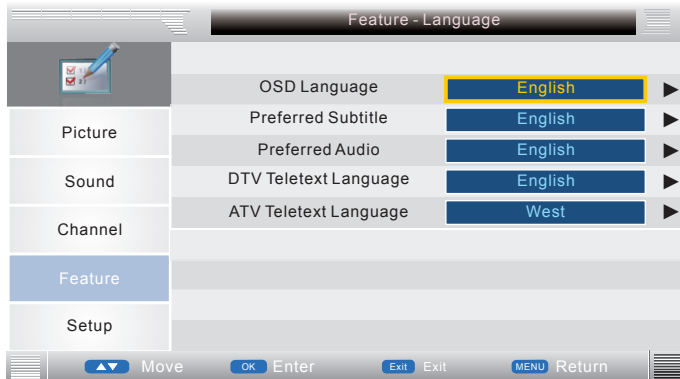 Feature - Language
Picture
Sound
Channel
Feature
Setup
OSD Language English
Preferred Subtitle English
Preferred Audio English
DTV Teletext Language English
ATV Teletext Language West
Move OK Enter Exit Exit MENU Return